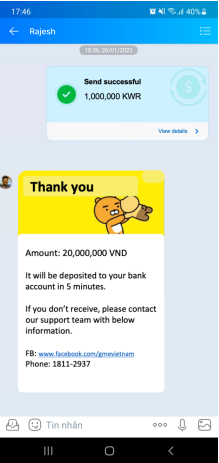 17:46
40%
Rajesh
10:06, 26/01/2022
Send successful
1,000,000 KWR
View details
Thank you
Amount: 20,000,000 VND
It will be deposited to your bank
account in 5 minutes.
If you don't receive, please contact
our support team with below
information.
FB: www.facebook.com/gmevietnam
Phone: 1811-2937
Tin nhắn